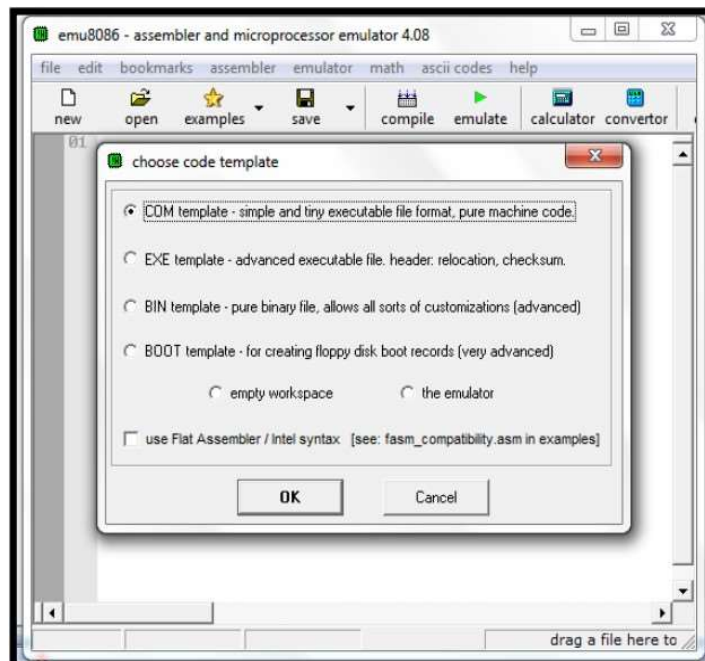 emu8086 - assembler and microprocessor emulator 4.08
file edit bookmarks assembler emulator math ascii codes help
new open examples save compile emulate calculator convertor
01
choose code template
COM template - simple and tiny executable file format, pure machine code.
EXE template - advanced executable file. header: relocation, checksum.
BIN template - pure binary file, allows all sorts of customizations (advanced)
BOOT template - for creating floppy disk boot records (very advanced)
empty workspace the emulator
use Flat Assembler / Intel syntax [see: fasm_compatibility.asm in examples]
OK Cancel
drag a file here to